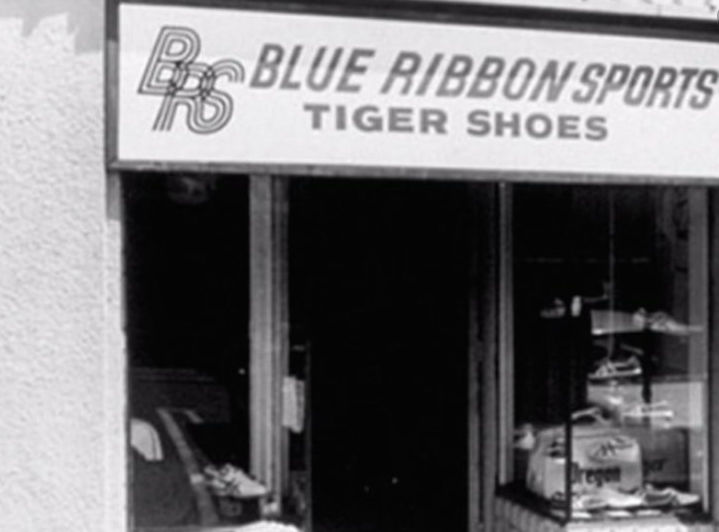 BRS
BLUE RIBBON SPORTS
TIGER SHOES
Oregon